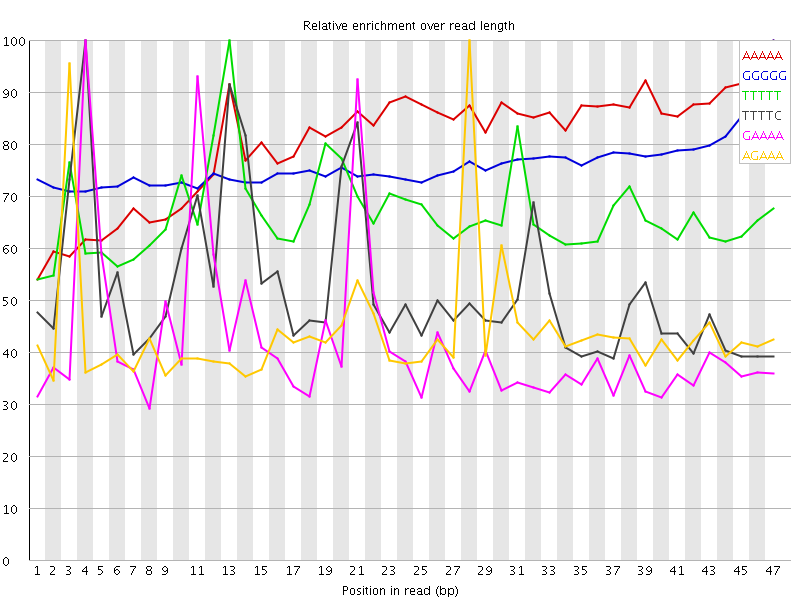 Relative enrichment over read length
100
90
80
70
60
50
40
30
20
10
0
AAAAA
GGGGG
TTTTT
TTTTC
GAAAA
AGAAA
1 2 3 4 5 6 7 8 9 11 13 15 17 19 21 23 25 27 29 31 33 35 37 39 41 43 45 47
Position in read (bp)